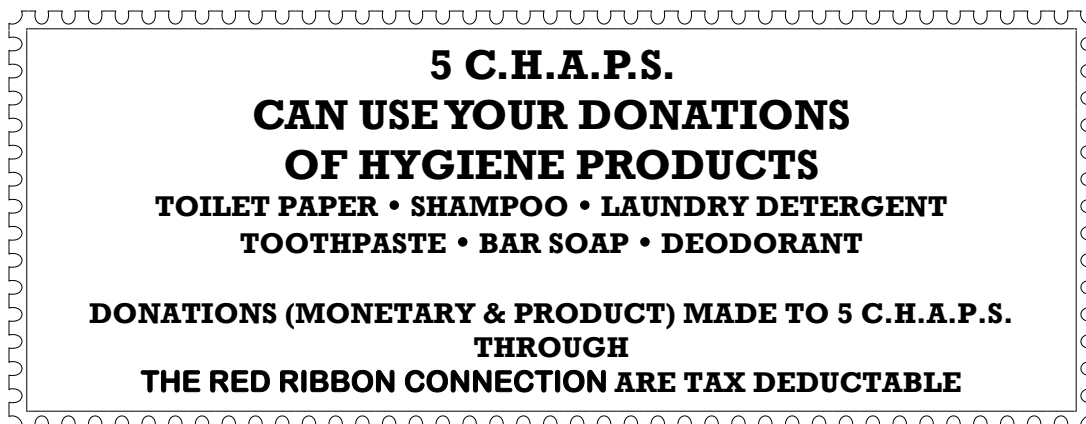 5 C.H.A.P.S.
CAN USE YOUR DONATIONS
OF HYGIENE PRODUCTS
TOILET PAPER • SHAMPOO • LAUNDRY DETERGENT
TOOTHPASTE • BAR SOAP • DEODORANT
DONATIONS (MONETARY & PRODUCT) MADE TO 5 C.H.A.P.S.
THROUGH
THE RED RIBBON CONNECTION ARE TAX DEDUCTABLE